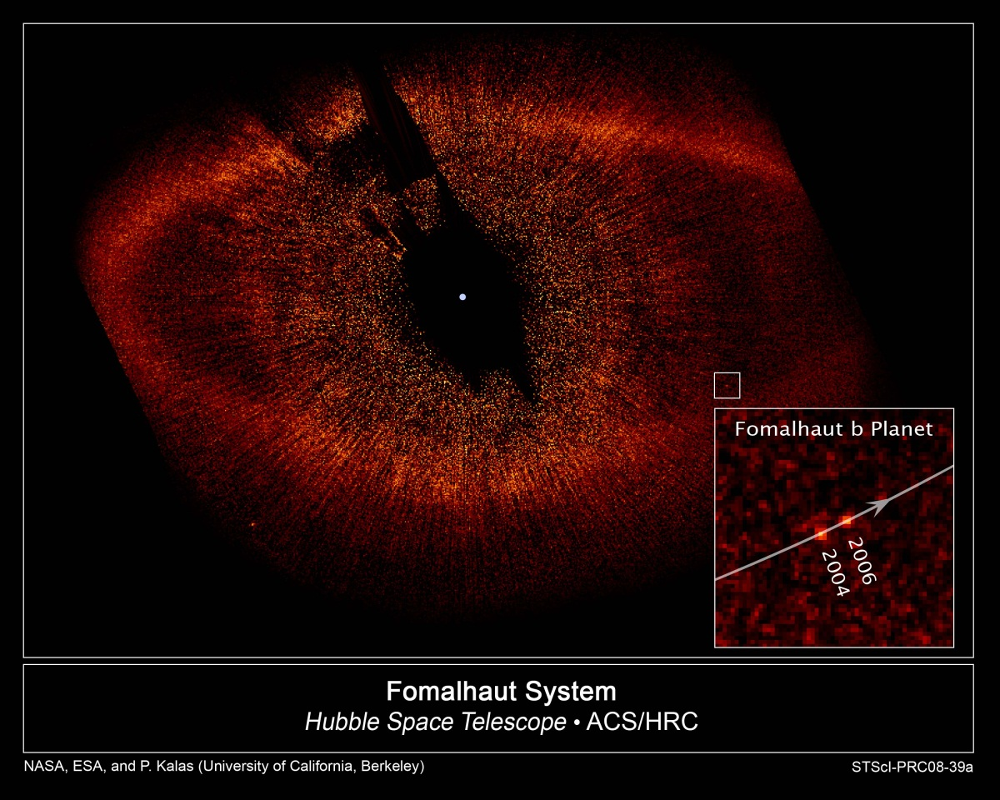 Fomalhaut b Planet
2006
2004
Fomalhaut System
Hubble Space Telescope • ACS/HRC
NASA, ESA, and P. Kalas (University of California, Berkeley)
STScI-PRC08-39a